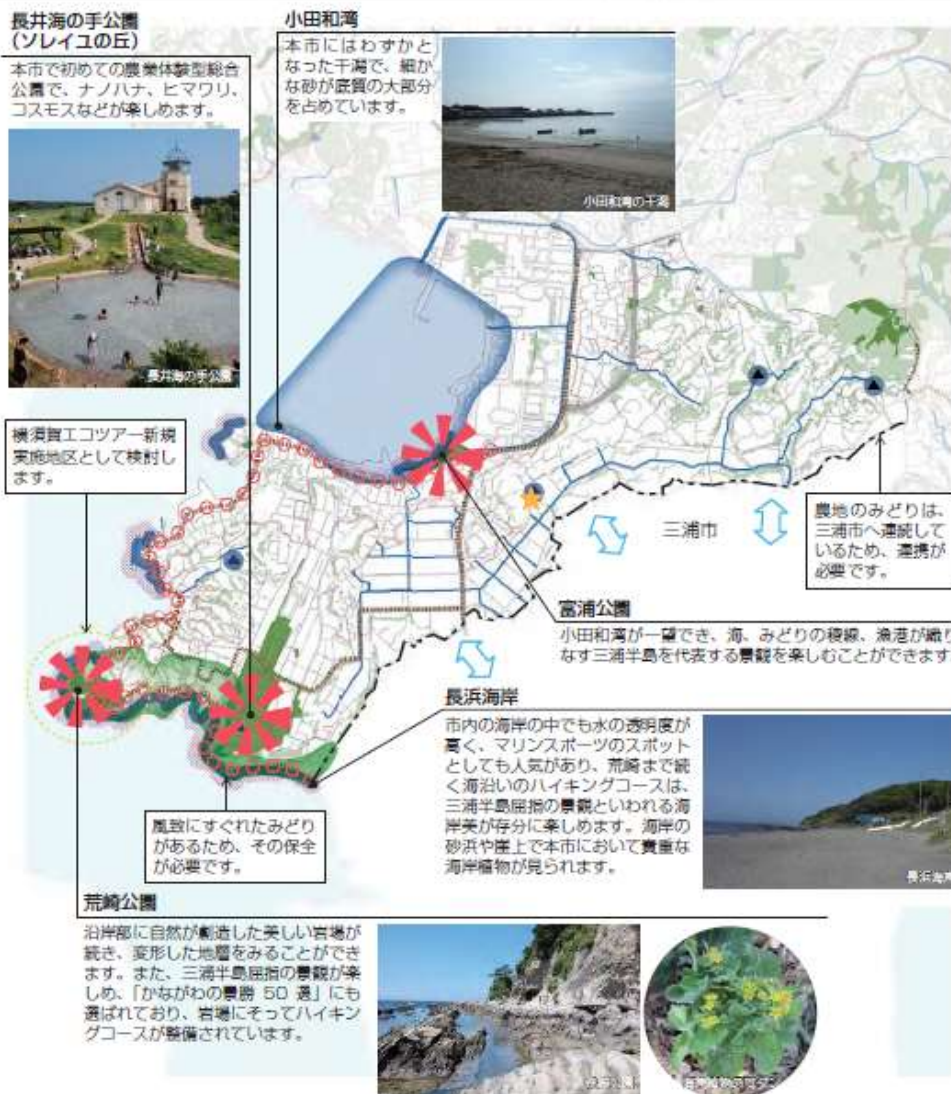 長井海の手公園
(ソレイユの丘)
本市で初めての農業体験型総合
公園で、ナノハナ、ヒマワリ、
コスモスなどが楽しめます。
長井海の手公園
小田和湾
本市にはわずかと
なった干潟で、細か
な砂が底質の大部分
を占めています。
小田和湾の干潟
横須賀エコツアー新規
実施地区として検討し
ます。
三浦市
農地のみどりは、
三浦市へ連続して
いるため、連携が
必要です。
富浦公園
小田和湾が一望でき、海、みどりの稜線、漁港が織り
なす三浦半島を代表する景観を楽しむことができます
長浜海岸
市内の海岸の中でも水の透明度が
高く、マリンスポーツのスポット
としても人気があり、荒崎まで続
く海沿いのハイキングコースは、
三浦半島屈指の景観といわれる海
岸美が存分に楽しめます。海岸の
砂浜や崖上で本市において貴重な
海岸植物が見られます。
長浜海岸
風致にすぐれたみどり
があるため、その保全
が必要です。
荒崎公園
沿岸部に自然が創造した美しい岩場が
続き、変形した地層をみることができ
ます。また、三浦半島屈指の景観が楽
しめ、「かながわの景勝 50 選」にも
選ばれており、岩場にそってハイキン
グコースが整備されています。